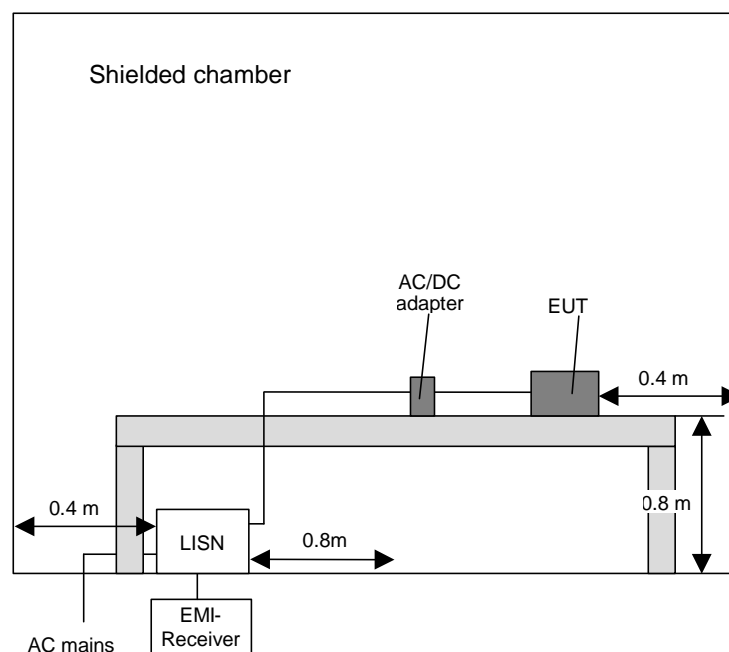 Shielded chamber
AC/DC
adapter
EUT
0.4 m
0.4 m
0.8 m
LISN
0.8m
EMI-
Receiver
AC mains